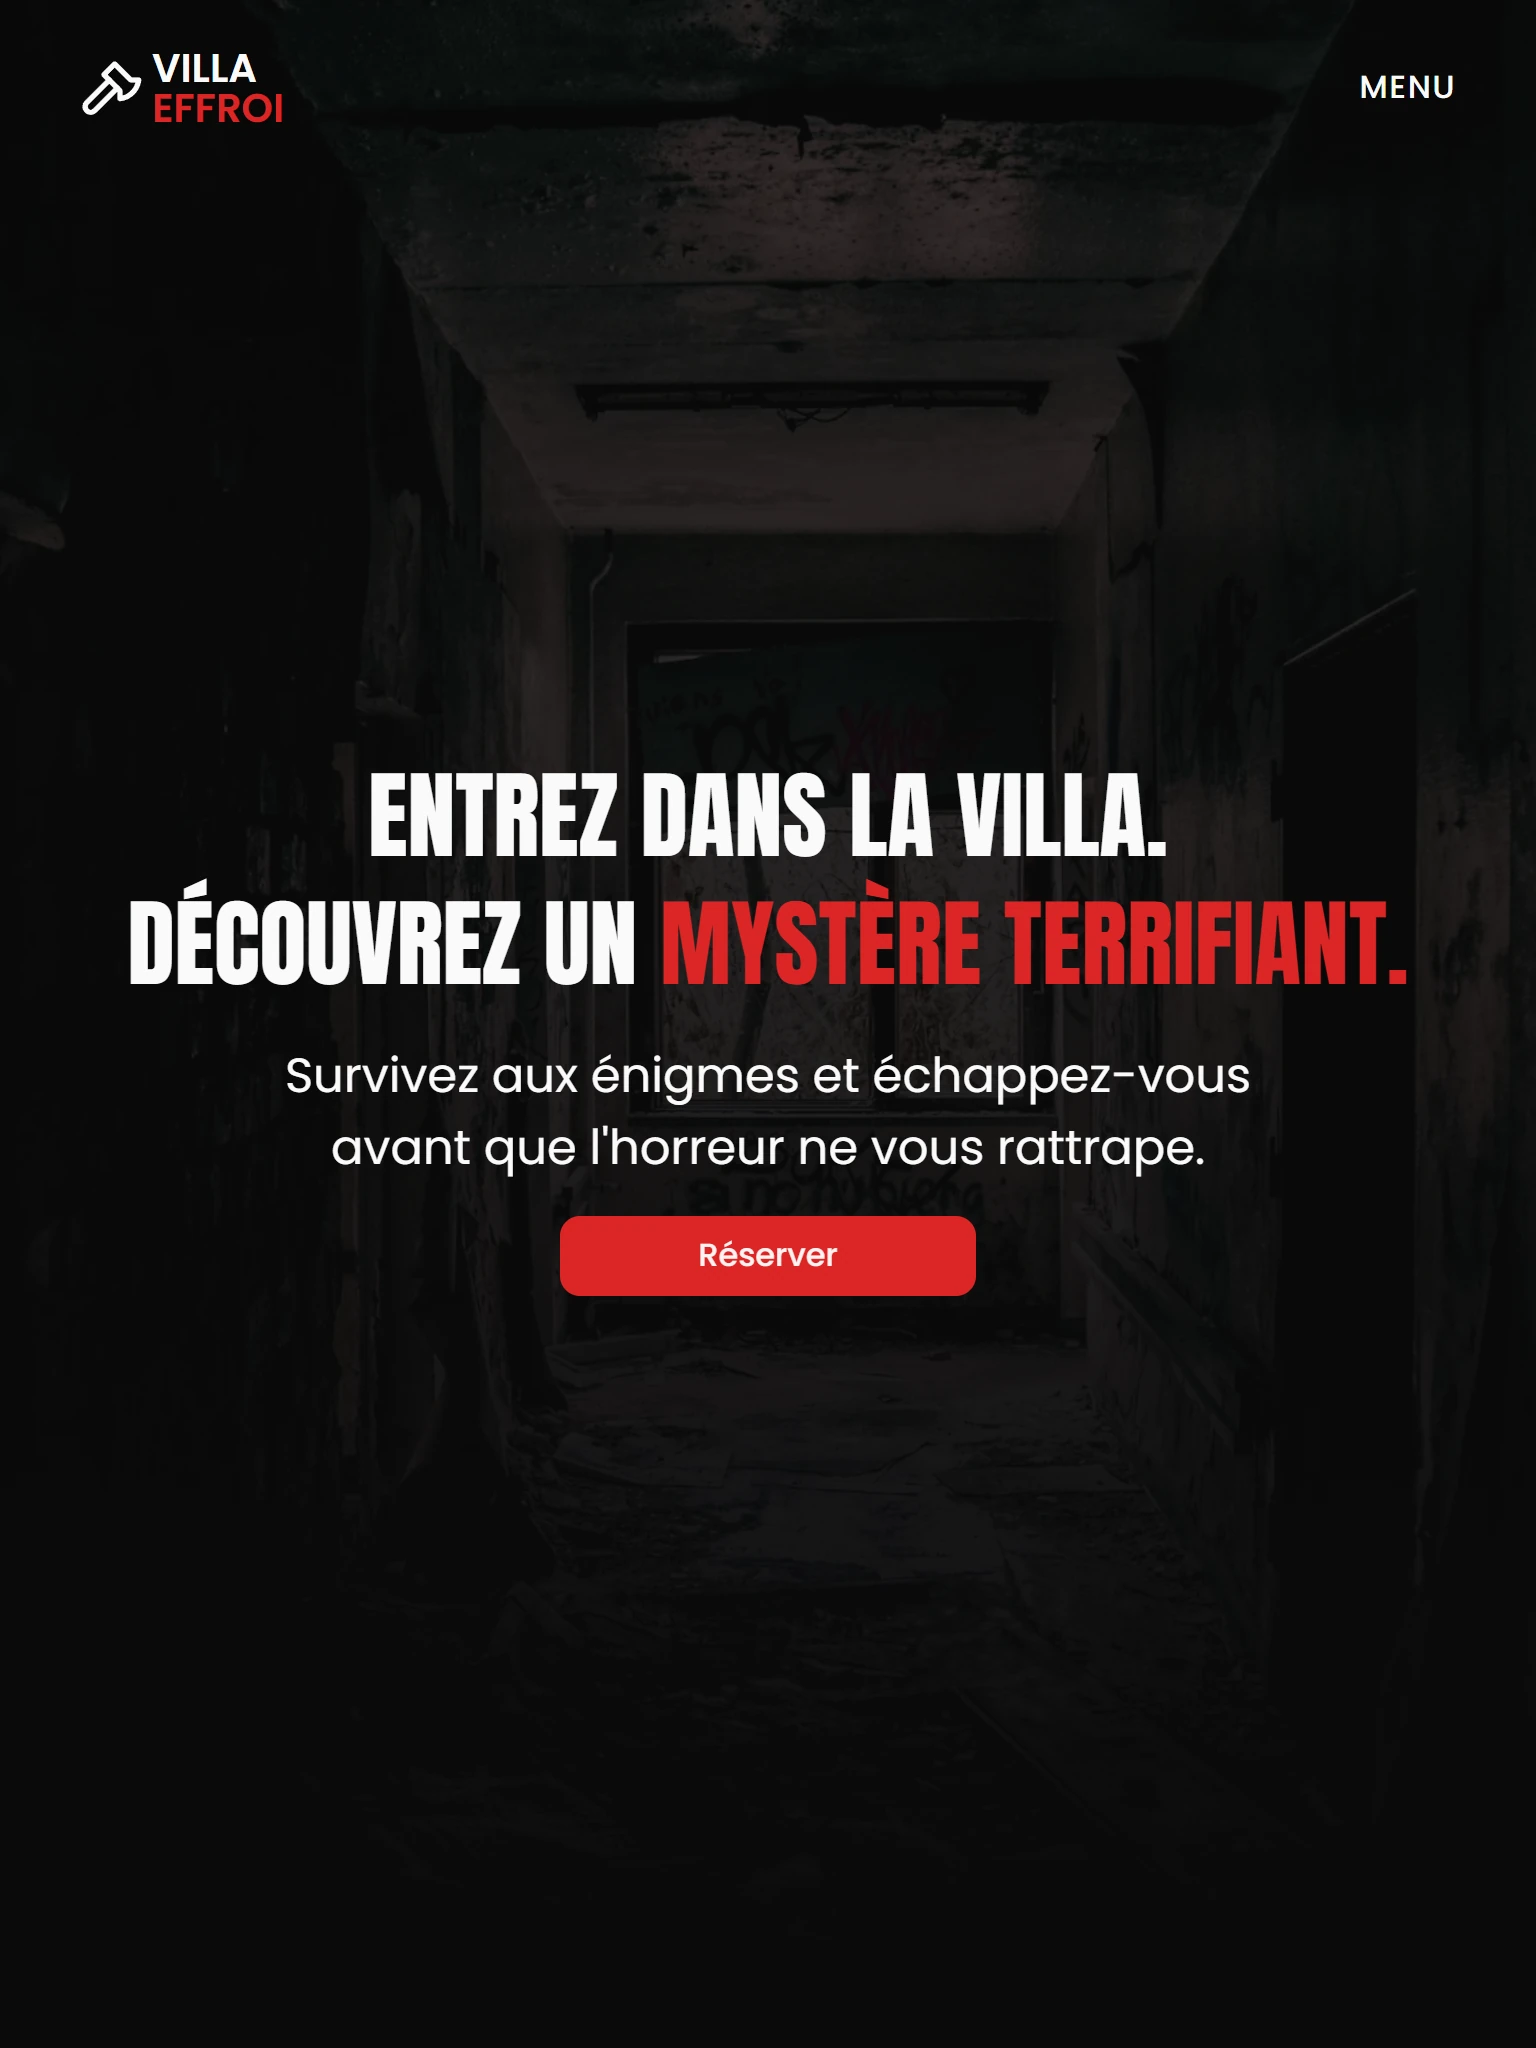 VILLA
EFFROI
MENU
ENTREZ DANS LA VILLA.
DÉCOUVREZ UN MYSTÈRE TERRIFIANT.
Survivez aux énigmes et échappez-vous
avant que l'horreur ne vous rattrape.
Réserver